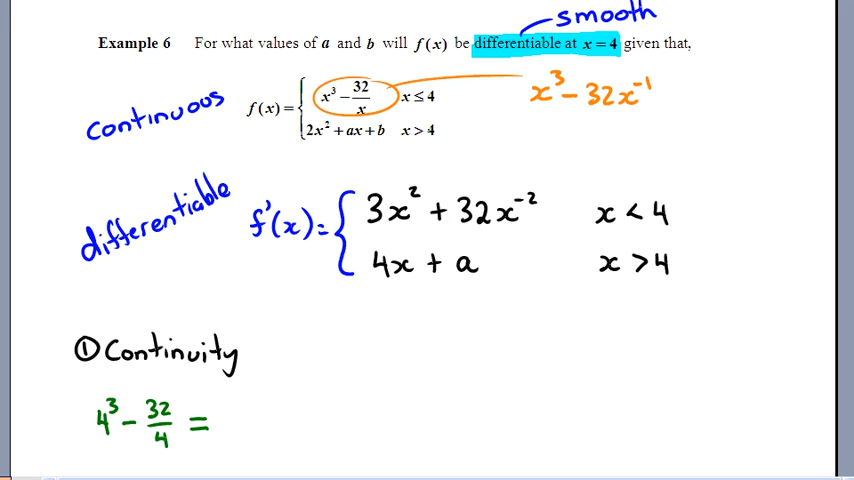 smooth
Example 6 For what values of a and b will f(x) be differentiable at x = 4 given that,
continuous f(x) = { x³ − 32/x x ≤ 4 x³ − 32x⁻¹
2x² + ax + b x > 4
differentiable f'(x) = { 3x² + 32x⁻² x < 4
4x + a x > 4
① Continuity
4³ − 32/4 =